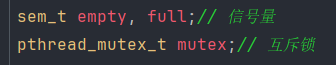 sem_t empty, full;// 信号量
pthread_mutex_t mutex;// 互斥锁